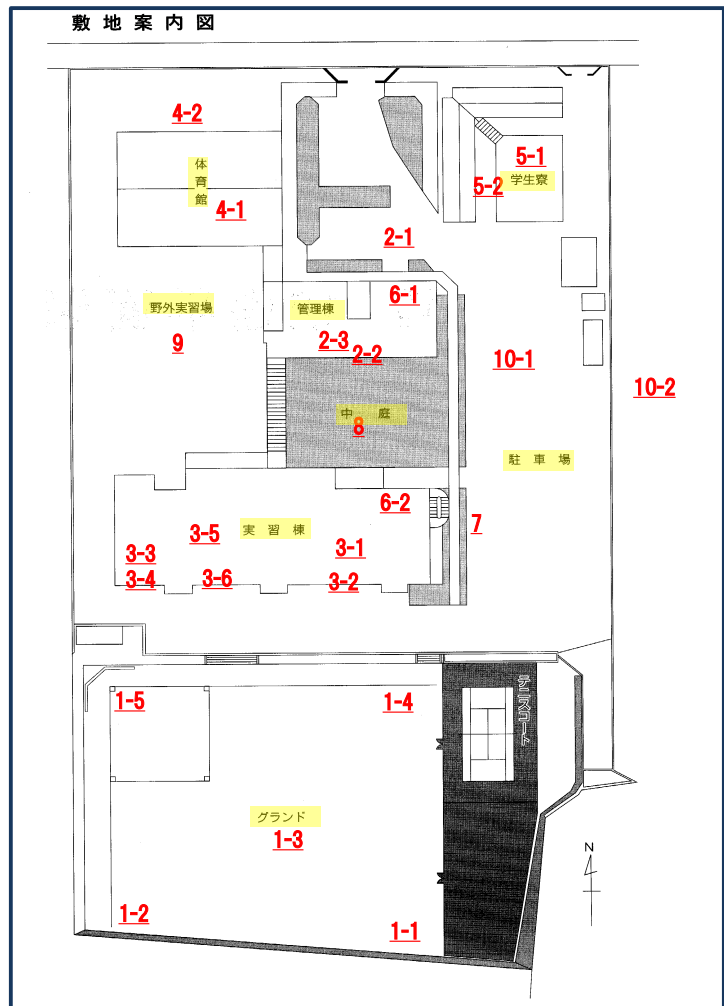 敷地案内図
4-2
体育館
4-1
5-1
5-2
学生寮
2-1
6-1
野外実習場
管理棟
9
2-3
2-2
10-1
10-2
中庭
8
駐車場
6-2
7
実習棟
3-5
3-1
3-3
3-4
3-6
3-2
1-5
1-4
テニスコート
グランド
1-3
N
1-2
1-1